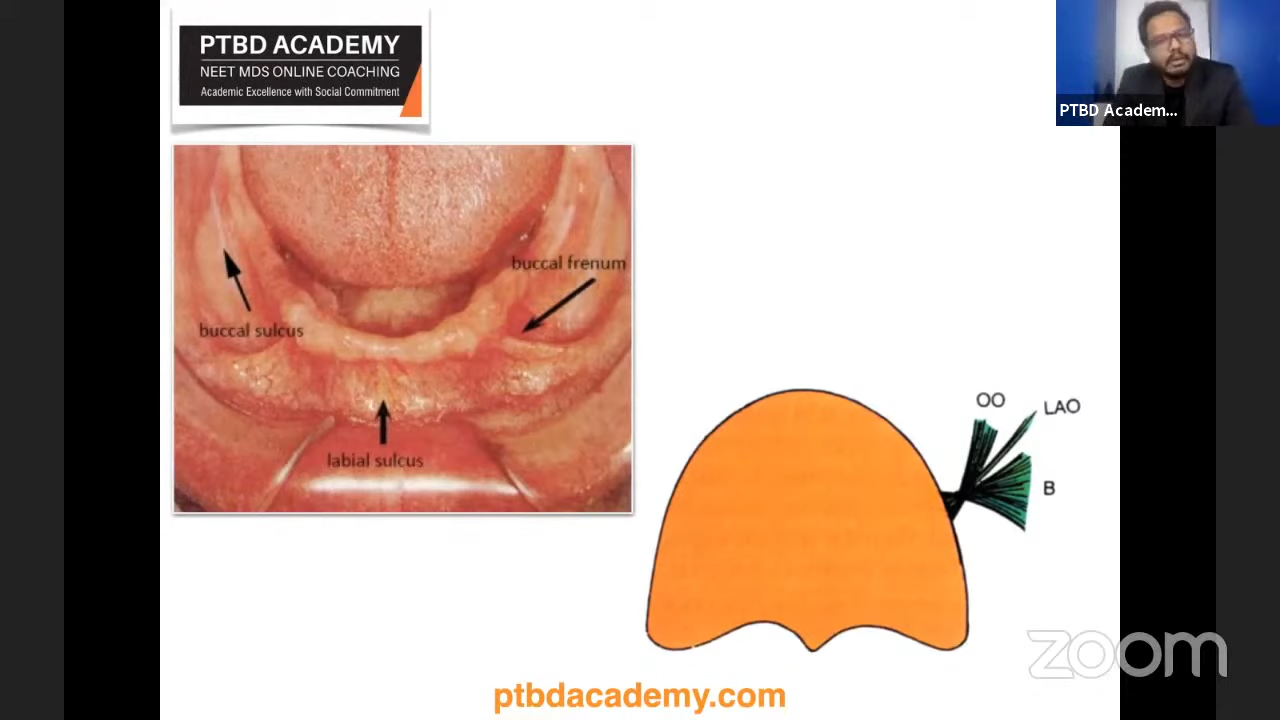 PTBD ACADEMY
NEET MDS ONLINE COACHING
Academic Excellence with Social Commitment
PTBD Academ...
buccal frenum
buccal sulcus
labial sulcus
OO
LAO
B
zoom
ptbdacademy.com